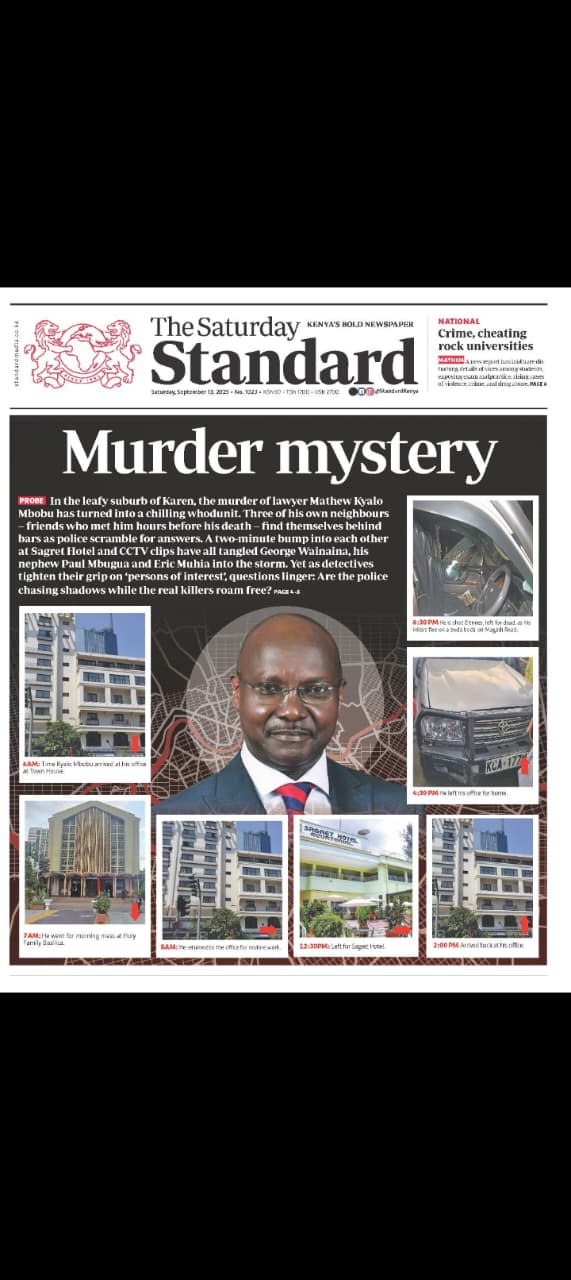 standardmedia.co.ke
The Saturday
KENYA'S BOLD NEWSPAPER
Standard
Saturday, September 13, 2025 • No. 1023 • KSh 60 • TSh 1700 • USh 2700
@StandardKenya
NATIONAL
Crime, cheating
rock universities
MAYHEM A new report has laid bare dis
turbing details of vices among students,
exposing exam malpractice, rising cases
of violence, crime, and drug abuse. PAGE 6
Murder mystery
PROBE In the leafy suburb of Karen, the murder of lawyer Mathew Kyalo
Mbobu has turned into a chilling whodunit. Three of his own neighbours
– friends who met him hours before his death – find themselves behind
bars as police scramble for answers. A two-minute bump into each other
at Sagret Hotel and CCTV clips have all tangled George Wainaina, his
nephew Paul Mbugua and Eric Muhia into the storm. Yet as detectives
tighten their grip on 'persons of interest', questions linger: Are the police
chasing shadows while the real killers roam free? PAGE 4-5
6AM: Time Kyalo Mbobu arrived at his office
at Town House.
7AM: He went for morning mass at Holy
Family Basilica.
8AM: He returned to the office for routine work.
SAGRET HOTEL
12:30PM: Left for Sagret Hotel.
2:00 PM Arrived back at his office.
KCA 177
4:30 PM He left his office for home.
6:30 PM He is shot 8 times, left for dead as his
killers flee on a boda boda on Magadi Road.